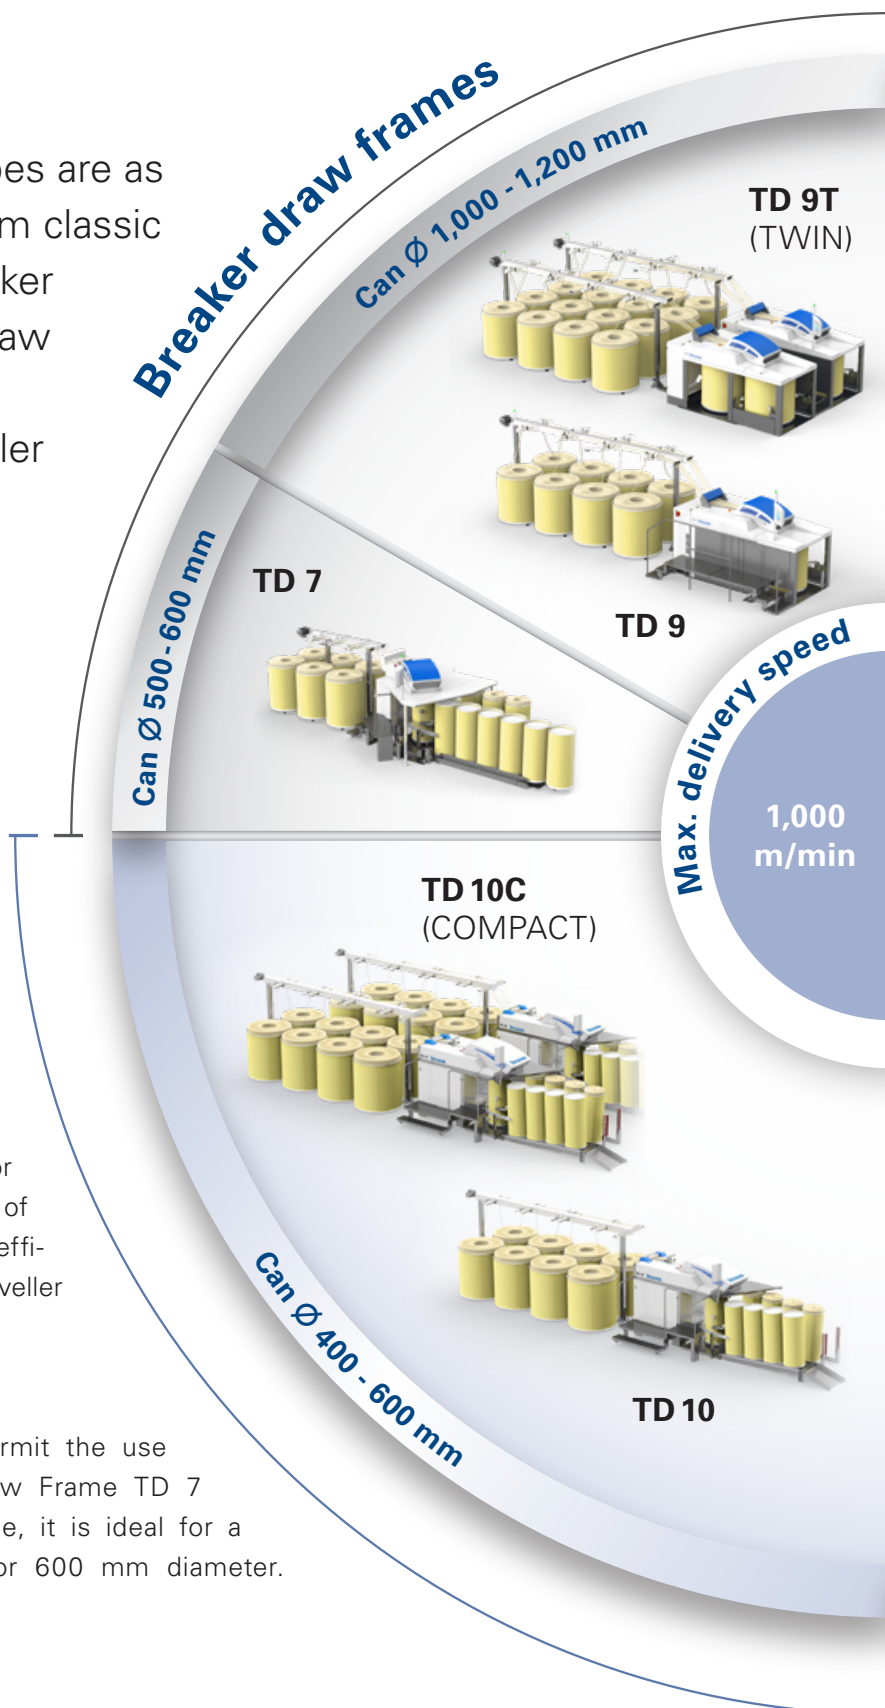 pes are as
m classic
ker
aw
ler
Breaker draw frames
Can Ø 1,000 - 1,200 mm
TD 9T
(TWIN)
TD 9
Can Ø 500 - 600 mm
TD 7
Max. delivery speed
1,000
m/min
TD 10C
(COMPACT)
Can Ø 400 - 600 mm
TD 10
or
of
effi-
veller
rmit the use
w Frame TD 7
e, it is ideal for a
or 600 mm diameter.